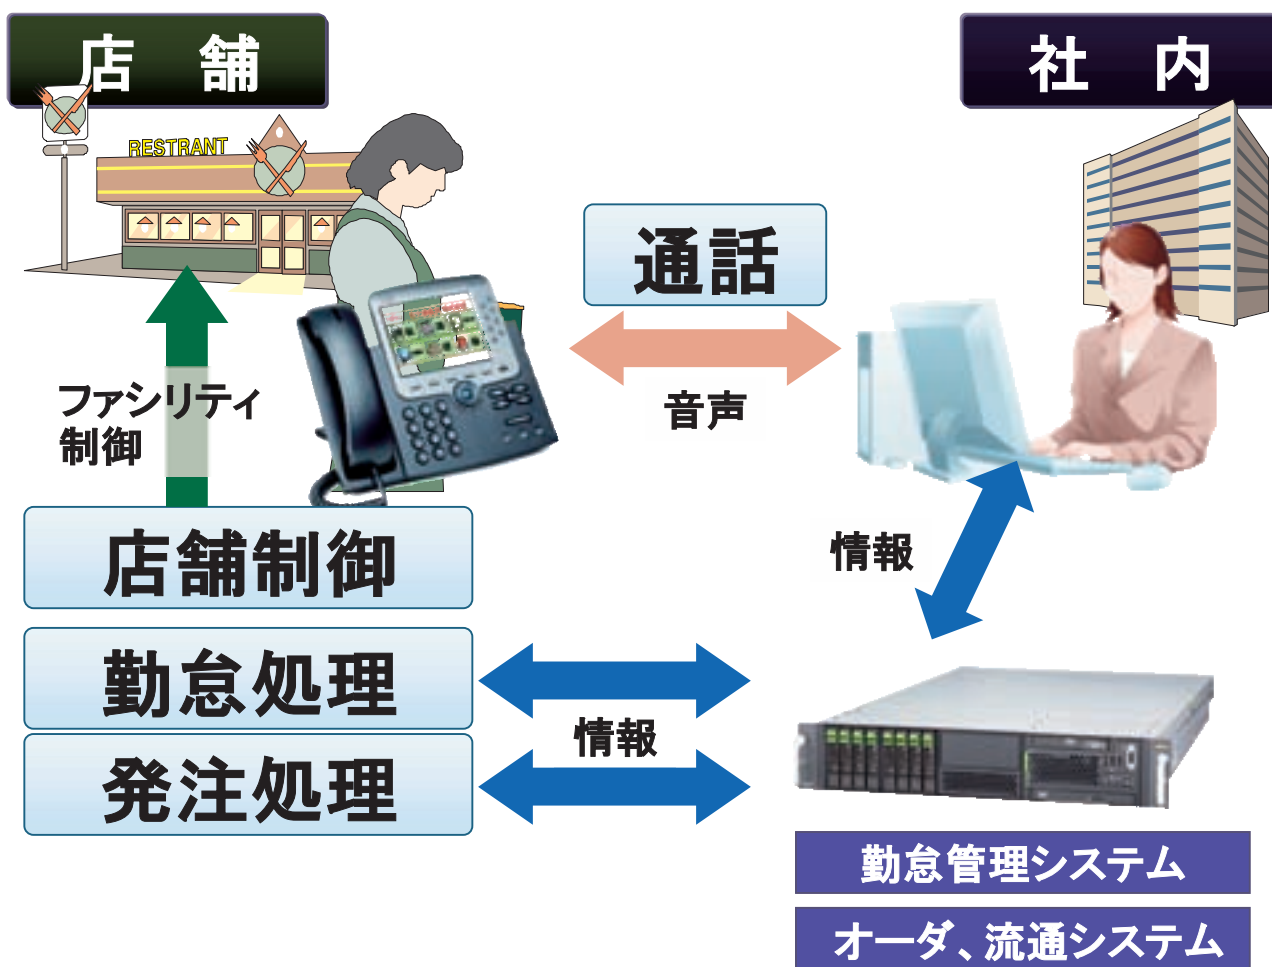 店 舗
社 内
RESTRANT
通話
音声
ファシリティ
制御
店舗制御
情報
勤怠処理
情報
発注処理
勤怠管理システム
オーダ、流通システム